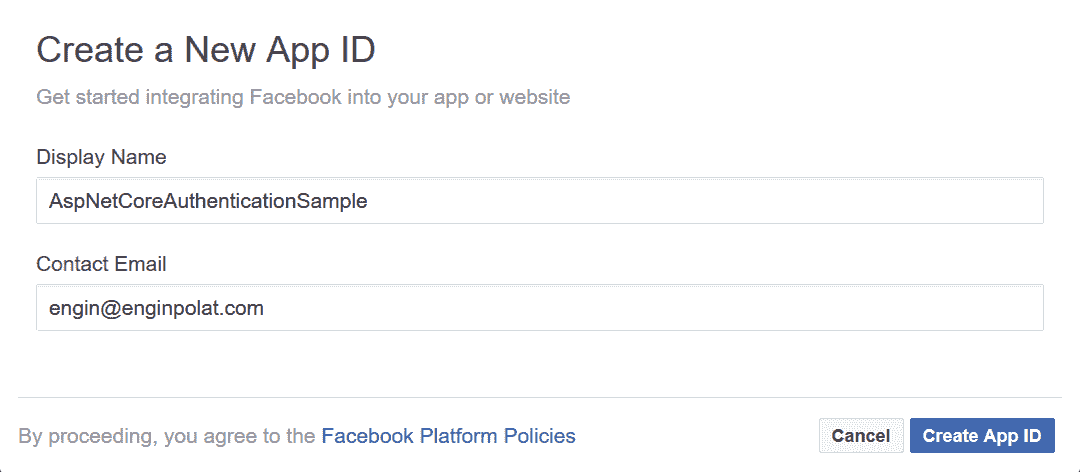 Create a New App ID
Get started integrating Facebook into your app or website
Display Name
AspNetCoreAuthenticationSample
Contact Email
engin@enginpolat.com
By proceeding, you agree to the Facebook Platform Policies
Cancel
Create App ID